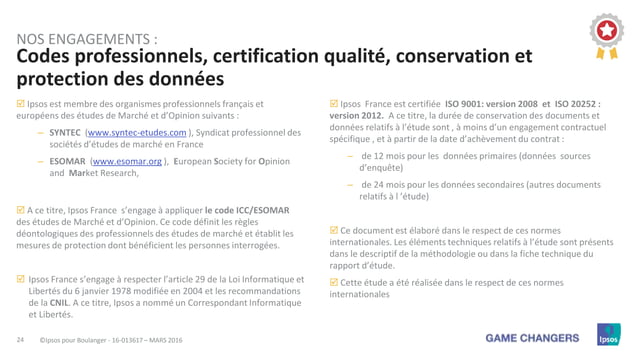 NOS ENGAGEMENTS :
Codes professionnels, certification qualité, conservation et
protection des données
Ipsos est membre des organismes professionnels français et
européens des études de Marché et d’Opinion suivants :
– SYNTEC (www.syntec-etudes.com ), Syndicat professionnel des
sociétés d’études de marché en France
– ESOMAR (www.esomar.org ), European Society for Opinion
and Market Research,
A ce titre, Ipsos France s’engage à appliquer le code ICC/ESOMAR
des études de Marché et d’Opinion. Ce code définit les règles
déontologiques des professionnels des études de marché et établit les
mesures de protection dont bénéficient les personnes interrogées.
Ipsos France s’engage à respecter l’article 29 de la Loi Informatique et
Libertés du 6 janvier 1978 modifiée en 2004 et les recommandations
de la CNIL. A ce titre, Ipsos a nommé un Correspondant Informatique
et Libertés.
Ipsos France est certifiée ISO 9001: version 2008 et ISO 20252 :
version 2012. A ce titre, la durée de conservation des documents et
données relatifs à l’étude sont , à moins d’un engagement contractuel
spécifique , et à partir de la date d’achèvement du contrat :
– de 12 mois pour les données primaires (données sources
d’enquête)
– de 24 mois pour les données secondaires (autres documents
relatifs à l ’étude)
Ce document est élaboré dans le respect de ces normes
internationales. Les éléments techniques relatifs à l’étude sont présents
dans le descriptif de la méthodologie ou dans la fiche technique du
rapport d’étude.
Cette étude a été réalisée dans le respect de ces normes
internationales
24 ©Ipsos pour Boulanger - 16-013617 – MARS 2016
GAME CHANGERS
Ipsos